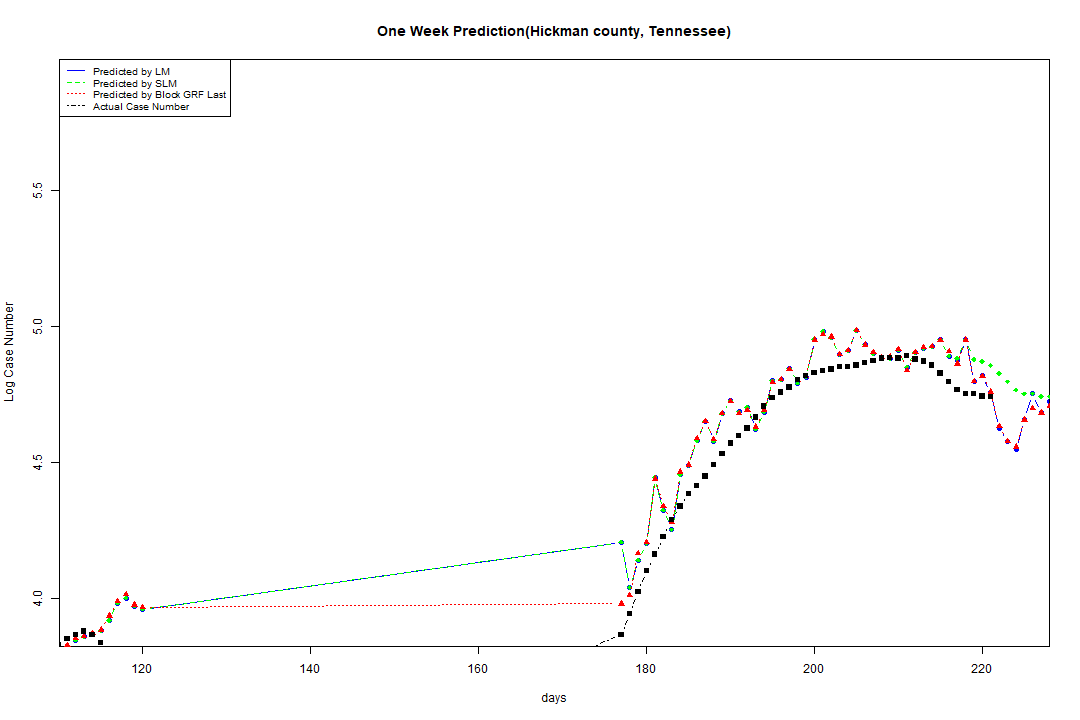 One Week Prediction(Hickman county, Tennessee)
Predicted by LM
Predicted by SLM
Predicted by Block GRF Last
Actual Case Number
5.5
5.0
4.5
4.0
Log Case Number
120 140 160 180 200 220
days